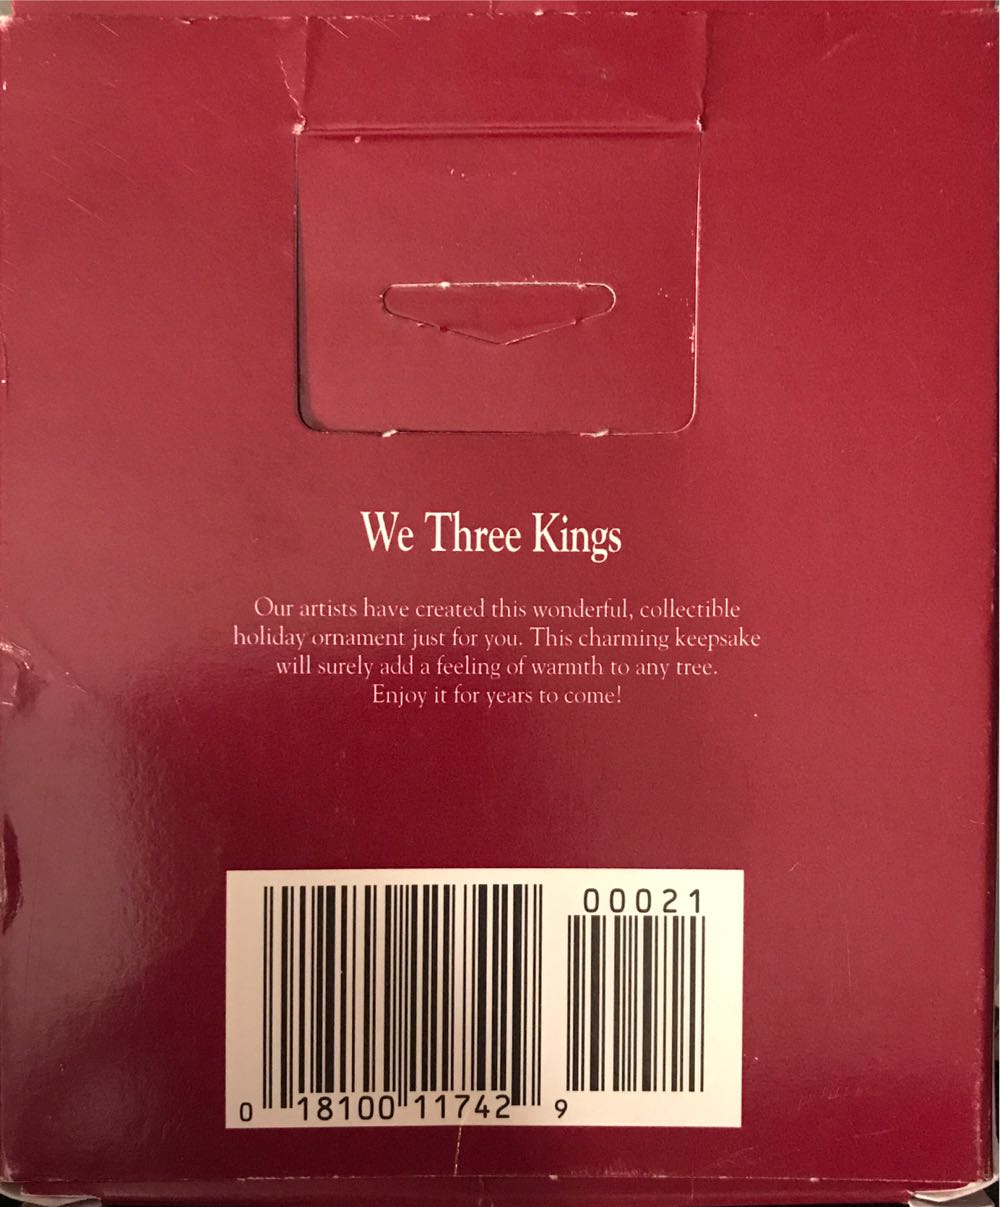 We Three Kings
Our artists have created this wonderful, collectible
holiday ornament just for you. This charming keepsake
will surely add a feeling of warmth to any tree.
Enjoy it for years to come!
00021
0 18100 11742 9